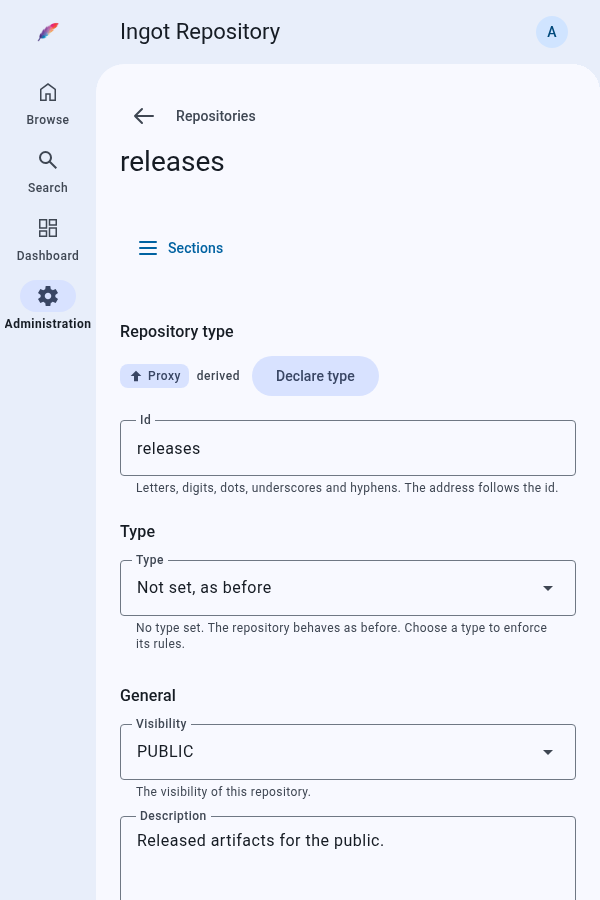 Ingot Repository
A
Browse
Search
Dashboard
Administration
Repositories
releases
Sections
Repository type
Proxy derived Declare type
Id
releases
Letters, digits, dots, underscores and hyphens. The address follows the id.
Type
Type
Not set, as before
No type set. The repository behaves as before. Choose a type to enforce
its rules.
General
Visibility
PUBLIC
The visibility of this repository.
Description
Released artifacts for the public.